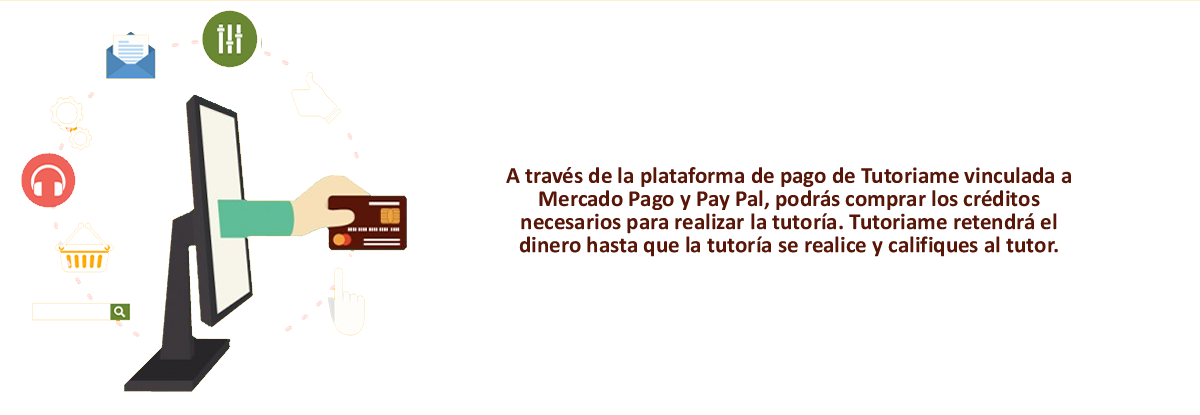 A través de la plataforma de pago de Tutoriame vinculada a
Mercado Pago y Pay Pal, podrás comprar los créditos
necesarios para realizar la tutoría. Tutoriame retendrá el
dinero hasta que la tutoría se realice y califiques al tutor.